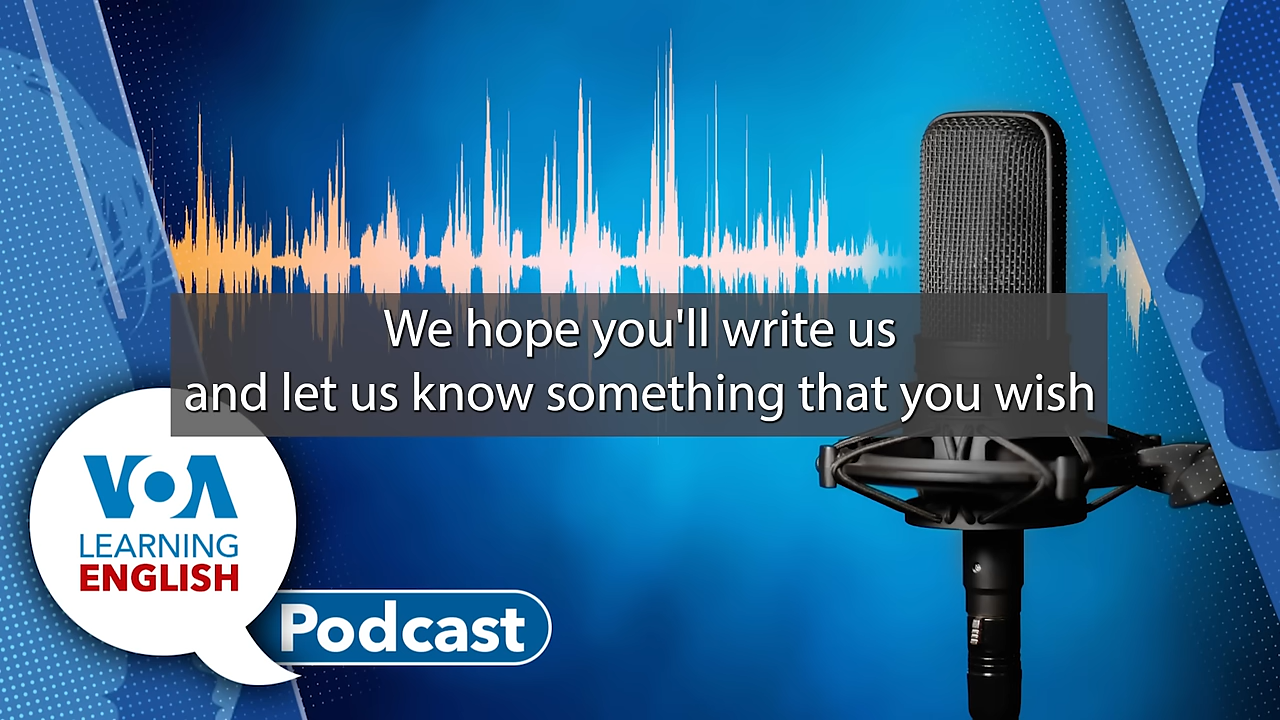 We hope you'll write us
and let us know something that you wish
VOA
LEARNING
ENGLISH
Podcast